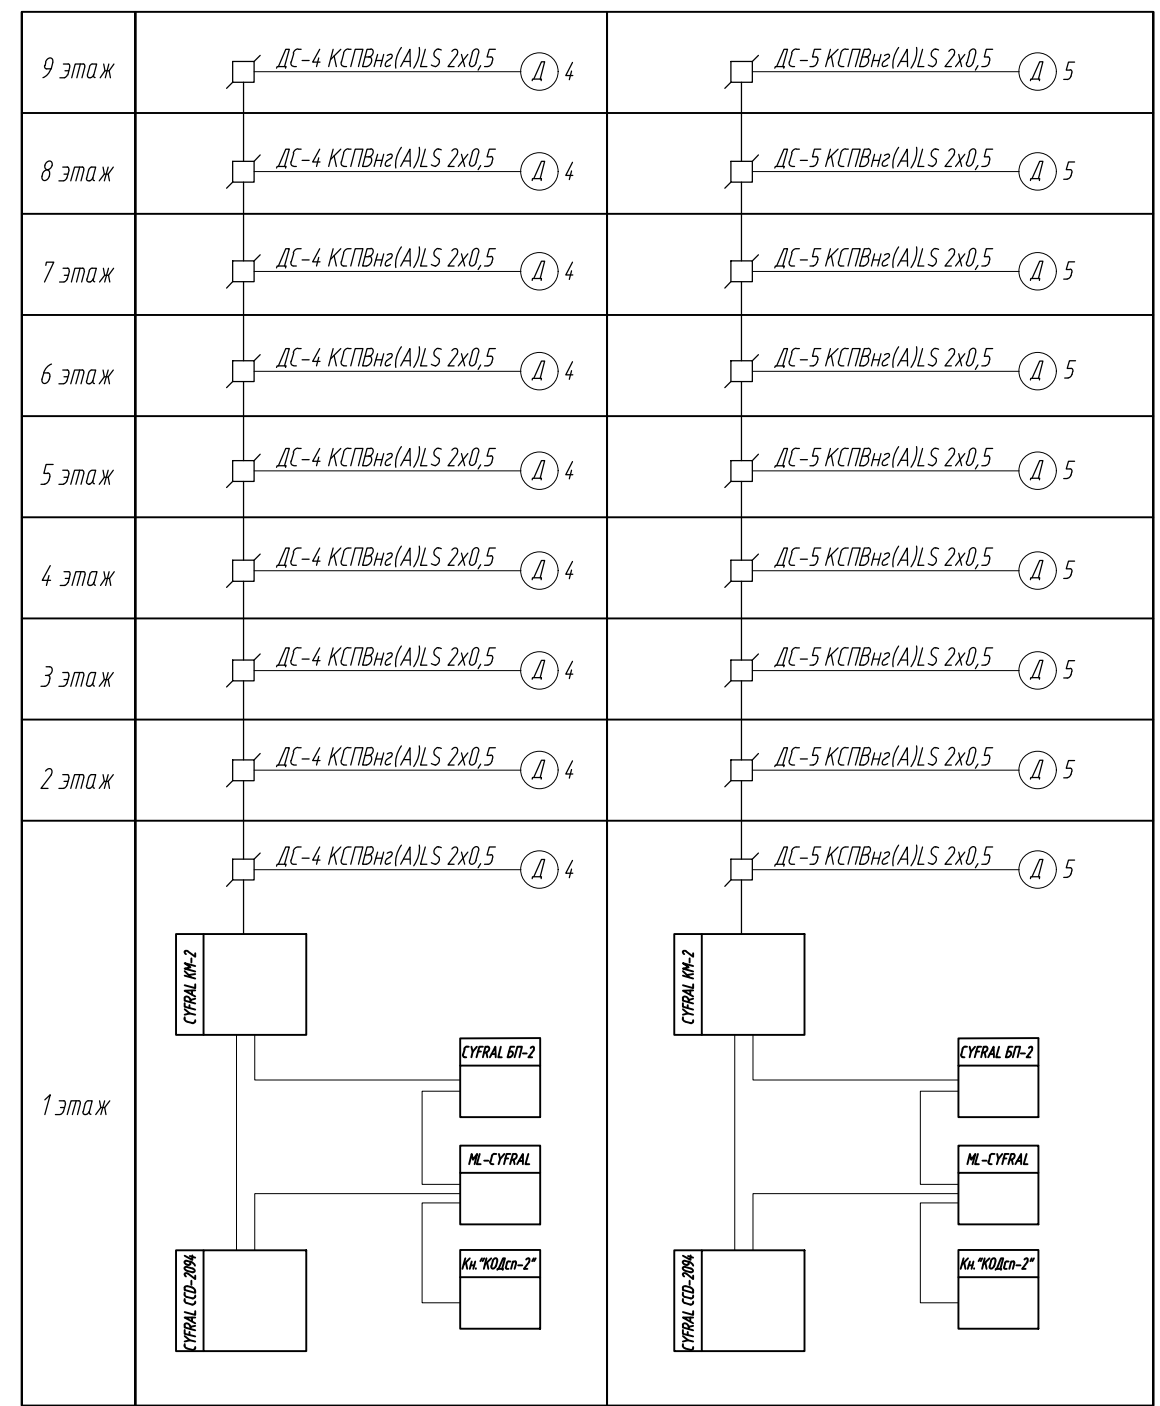 9 этаж
ДС-4 КСПВнг(А)LS 2х0,5
Д
4
ДС-5 КСПВнг(А)LS 2х0,5
Д
5
8 этаж
ДС-4 КСПВнг(А)LS 2х0,5
Д
4
ДС-5 КСПВнг(А)LS 2х0,5
Д
5
7 этаж
ДС-4 КСПВнг(А)LS 2х0,5
Д
4
ДС-5 КСПВнг(А)LS 2х0,5
Д
5
6 этаж
ДС-4 КСПВнг(А)LS 2х0,5
Д
4
ДС-5 КСПВнг(А)LS 2х0,5
Д
5
5 этаж
ДС-4 КСПВнг(А)LS 2х0,5
Д
4
ДС-5 КСПВнг(А)LS 2х0,5
Д
5
4 этаж
ДС-4 КСПВнг(А)LS 2х0,5
Д
4
ДС-5 КСПВнг(А)LS 2х0,5
Д
5
3 этаж
ДС-4 КСПВнг(А)LS 2х0,5
Д
4
ДС-5 КСПВнг(А)LS 2х0,5
Д
5
2 этаж
ДС-4 КСПВнг(А)LS 2х0,5
Д
4
ДС-5 КСПВнг(А)LS 2х0,5
Д
5
1 этаж
ДС-4 КСПВнг(А)LS 2х0,5
Д
4
CYFRAL КМ-2
CYFRAL БП-2
ML-CYFRAL
CYFRAL CCD-2094
Кн."КОДсп-2"
ДС-5 КСПВнг(А)LS 2х0,5
Д
5
CYFRAL КМ-2
CYFRAL БП-2
ML-CYFRAL
CYFRAL CCD-2094
Кн."КОДсп-2"